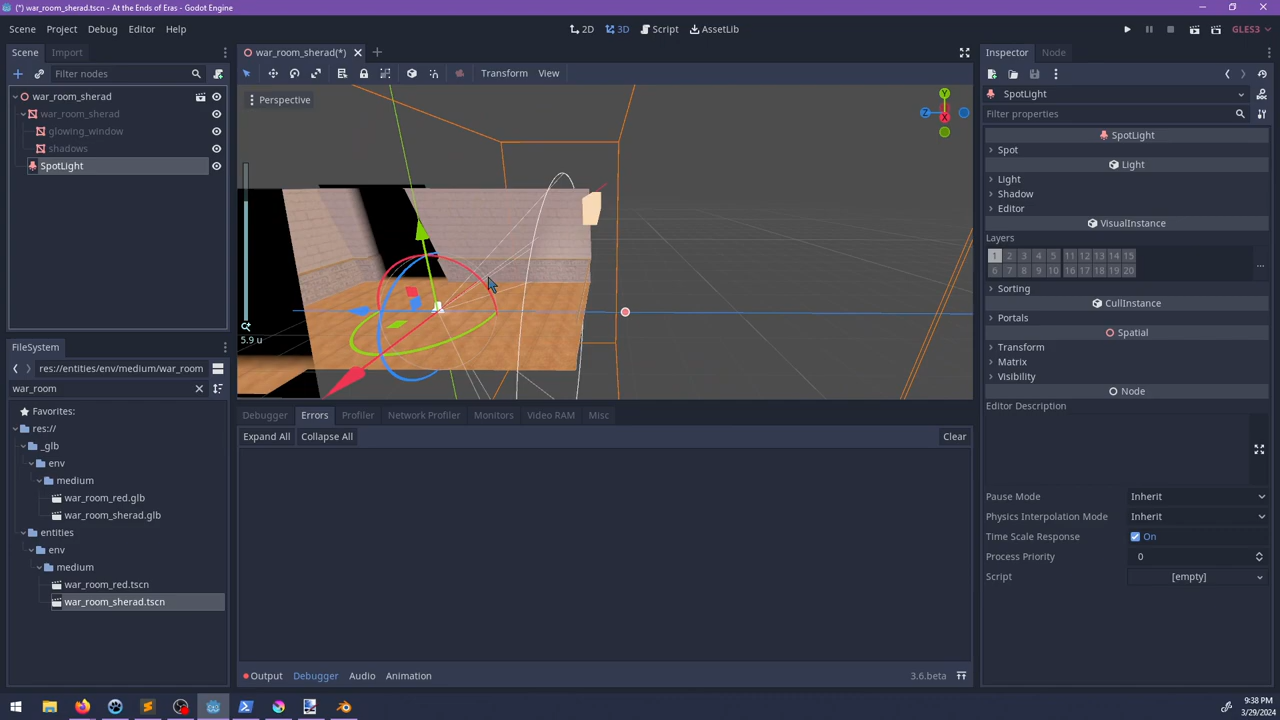 (*) war_room_sherad.tscn - At the Ends of Eras - Godot Engine
Scene Project Debug Editor Help
2D 3D Script AssetLib
GLES3
Scene Import
war_room_sherad(*)
Inspector Node
Filter nodes
Transform View
war_room_sherad
war_room_sherad
glowing_window
shadows
SpotLight
Perspective
Y
Z
X
5.9 u
SpotLight
Filter properties
SpotLight
Spot
Light
Light
Shadow
Editor
VisualInstance
Layers
1 2 3 4 5 11 12 13 14 15
6 7 8 9 10 16 17 18 19 20
...
Sorting
CullInstance
Portals
Spatial
Transform
Matrix
Visibility
Node
Editor Description
Pause Mode Inherit
Physics Interpolation Mode Inherit
Time Scale Response On
Process Priority 0
Script [empty]
FileSystem
res://entities/env/medium/war_room
war_room
Favorites:
res://
_glb
env
medium
war_room_red.glb
war_room_sherad.glb
entities
env
medium
war_room_red.tscn
war_room_sherad.tscn
Debugger Errors Profiler Network Profiler Monitors Video RAM Misc
Expand All Collapse All Clear
Output Debugger Audio Animation 3.6.beta
9:38 PM
3/29/2024